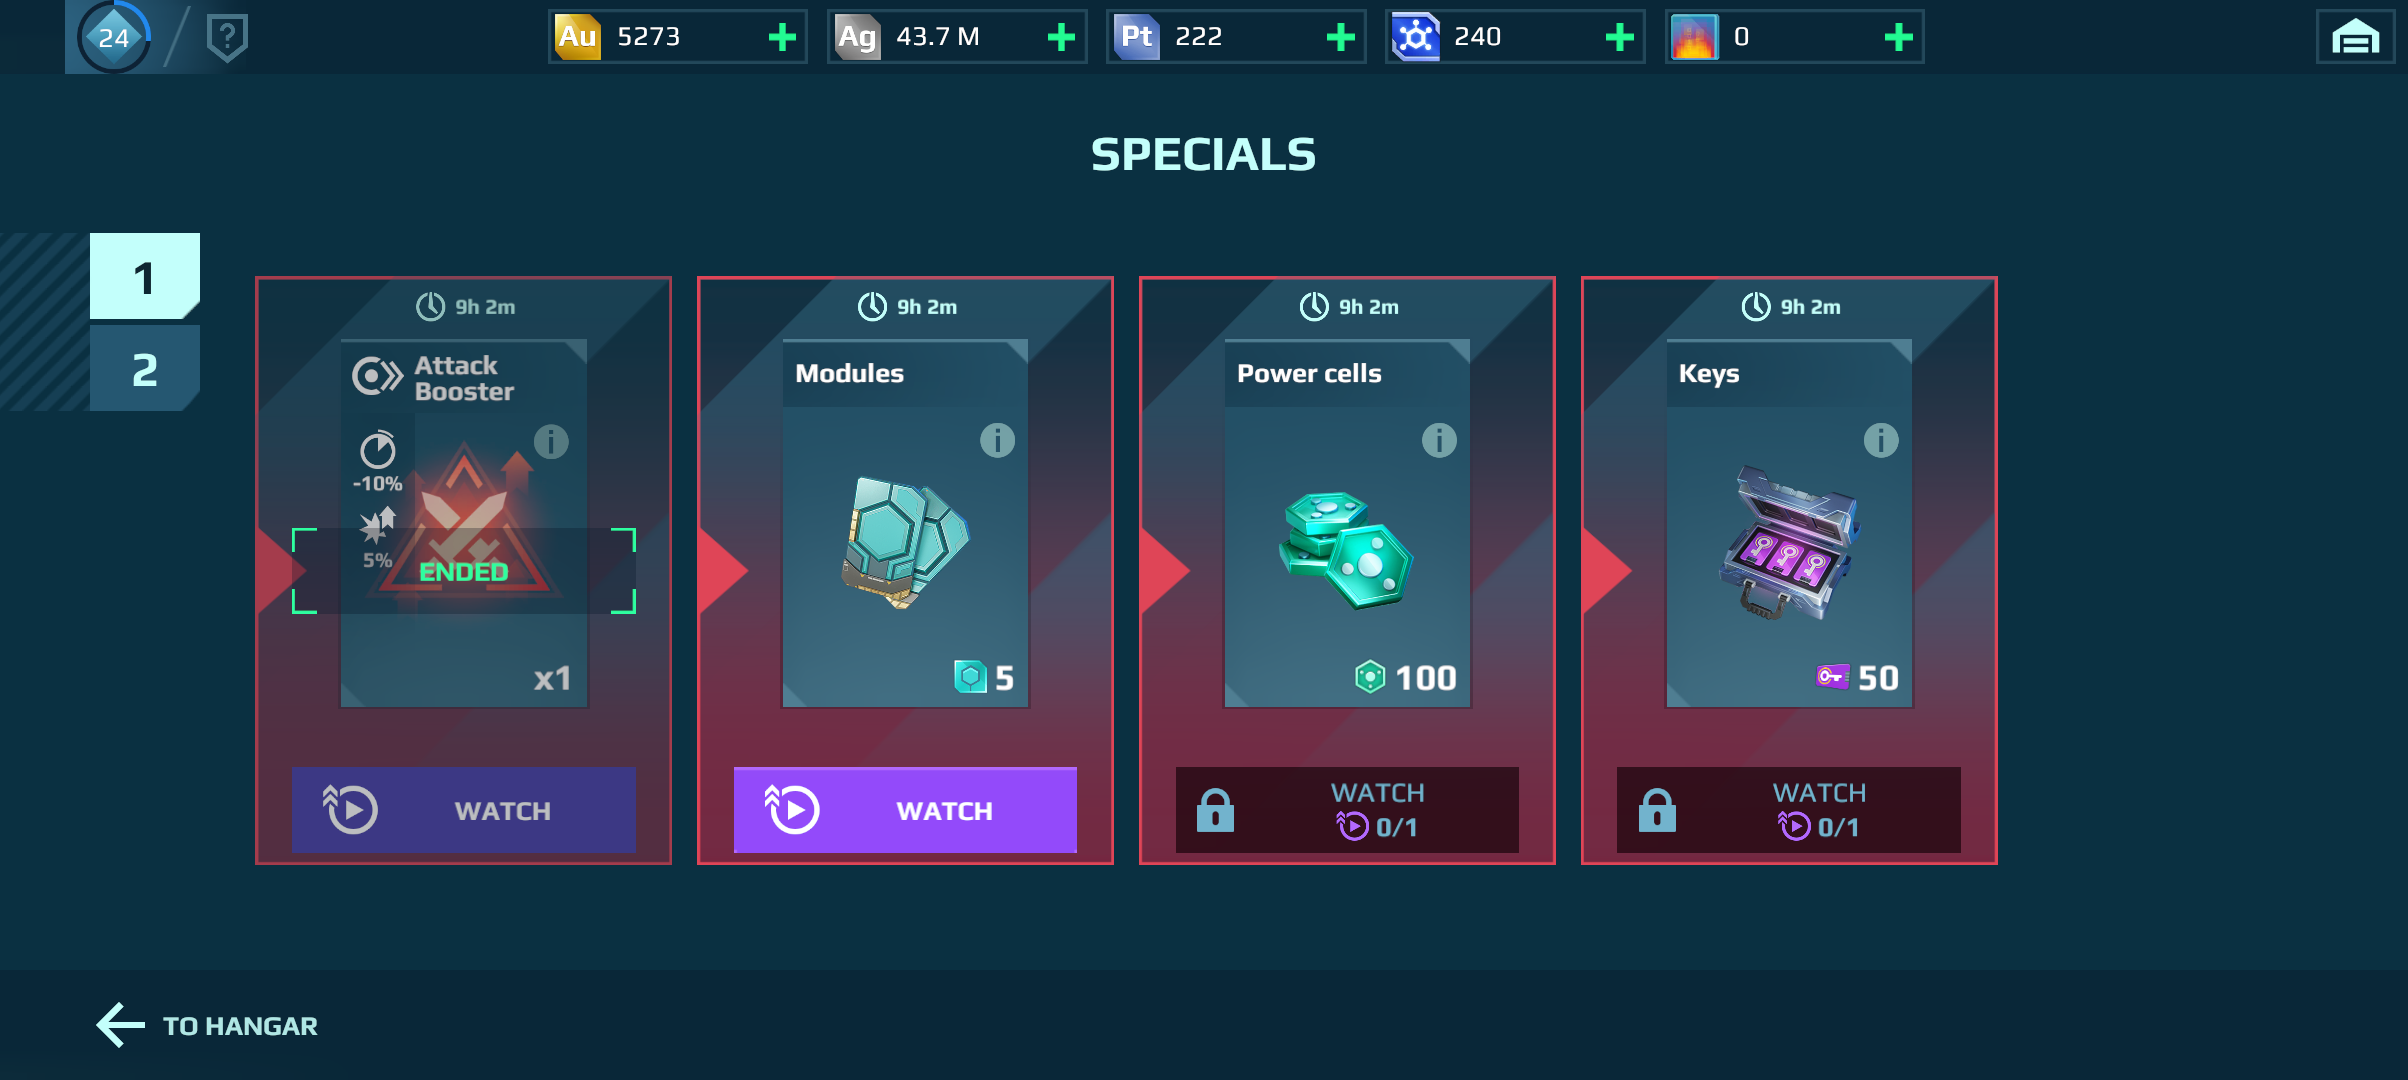 24
?
Au 5273
Ag 43.7 M
Pt 222
240
0
SPECIALS
1
2
9h 2m
Attack
Booster
-10%
5%
ENDED
x1
WATCH
9h 2m
Modules
5
WATCH
9h 2m
Power cells
100
WATCH
0/1
9h 2m
Keys
50
WATCH
0/1
TO HANGAR